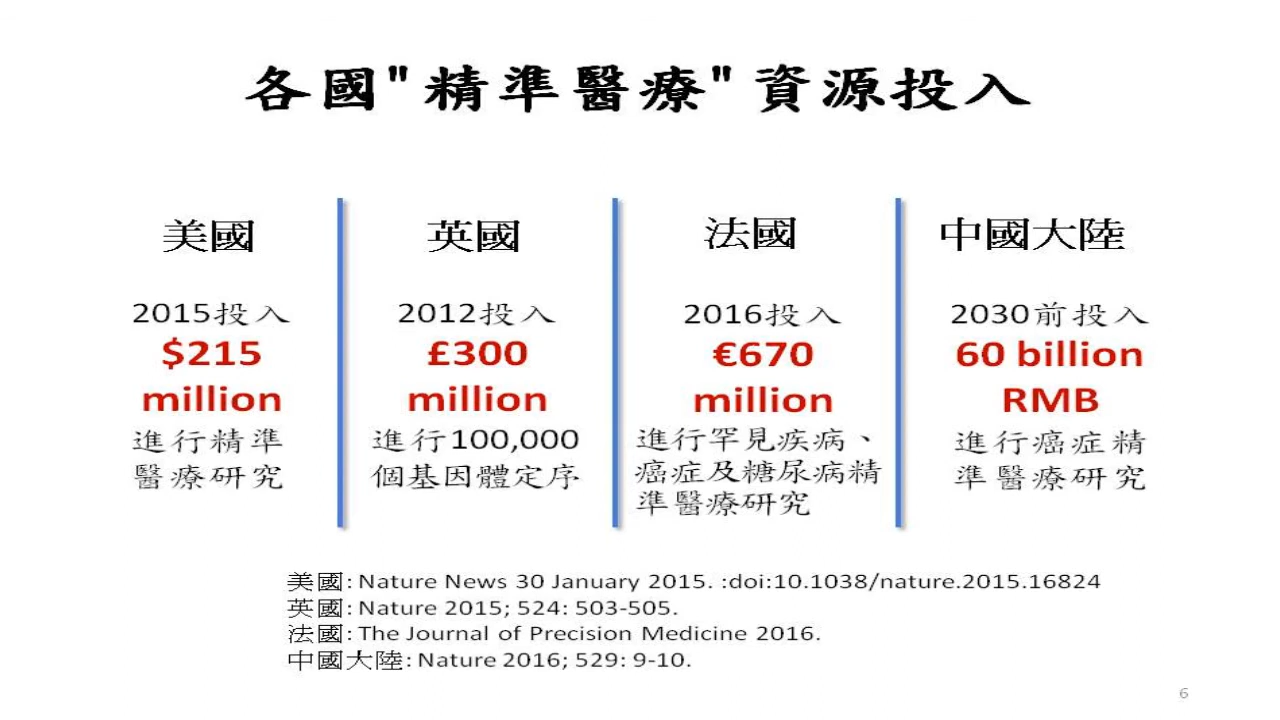 各國"精準醫療"資源投入
美國
2015投入
$215
million
進行精準
醫療研究
英國
2012投入
£300
million
進行100,000
個基因體定序
法國
2016投入
€670
million
進行罕見疾病、
癌症及糖尿病精
準醫療研究
中國大陸
2030前投入
60 billion
RMB
進行癌症精
準醫療研究
美國: Nature News 30 January 2015. :doi:10.1038/nature.2015.16824
英國: Nature 2015; 524: 503-505.
法國: The Journal of Precision Medicine 2016.
中國大陸: Nature 2016; 529: 9-10.
6